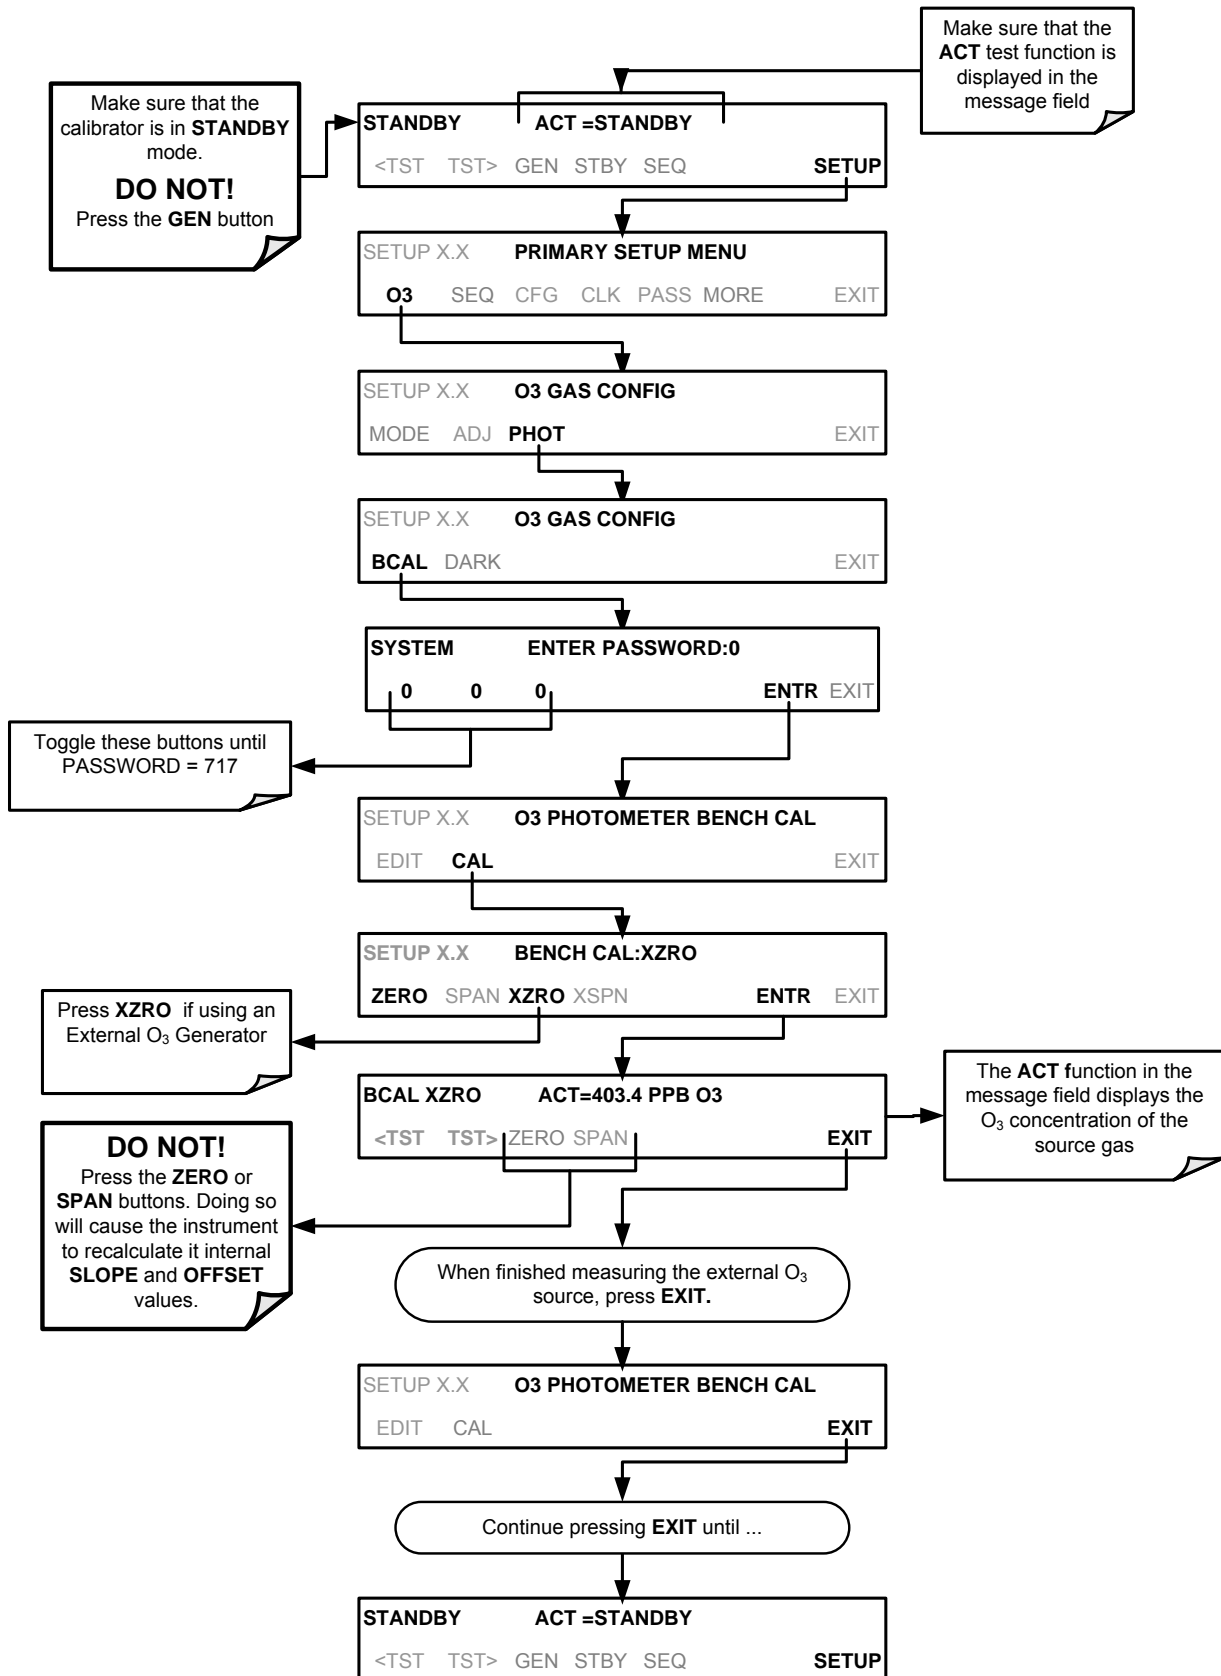 Make sure that the
ACT test function is
displayed in the
message field
Make sure that the
calibrator is in STANDBY
mode.
DO NOT!
Press the GEN button
STANDBY ACT =STANDBY
<TST TST> GEN STBY SEQ SETUP
SETUP X.X PRIMARY SETUP MENU
O3 SEQ CFG CLK PASS MORE EXIT
SETUP X.X O3 GAS CONFIG
MODE ADJ PHOT EXIT
SETUP X.X O3 GAS CONFIG
BCAL DARK EXIT
SYSTEM ENTER PASSWORD:0
0 0 0 ENTR EXIT
Toggle these buttons until
PASSWORD = 717
SETUP X.X O3 PHOTOMETER BENCH CAL
EDIT CAL EXIT
SETUP X.X BENCH CAL:XZRO
ZERO SPAN XZRO XSPN ENTR EXIT
Press XZRO if using an
External O3 Generator
BCAL XZRO ACT=403.4 PPB O3
<TST TST> ZERO SPAN EXIT
The ACT function in the
message field displays the
O3 concentration of the
source gas
DO NOT!
Press the ZERO or
SPAN buttons. Doing so
will cause the instrument
to recalculate it internal
SLOPE and OFFSET
values.
When finished measuring the external O3
source, press EXIT.
SETUP X.X O3 PHOTOMETER BENCH CAL
EDIT CAL EXIT
Continue pressing EXIT until ...
STANDBY ACT =STANDBY
<TST TST> GEN STBY SEQ SETUP